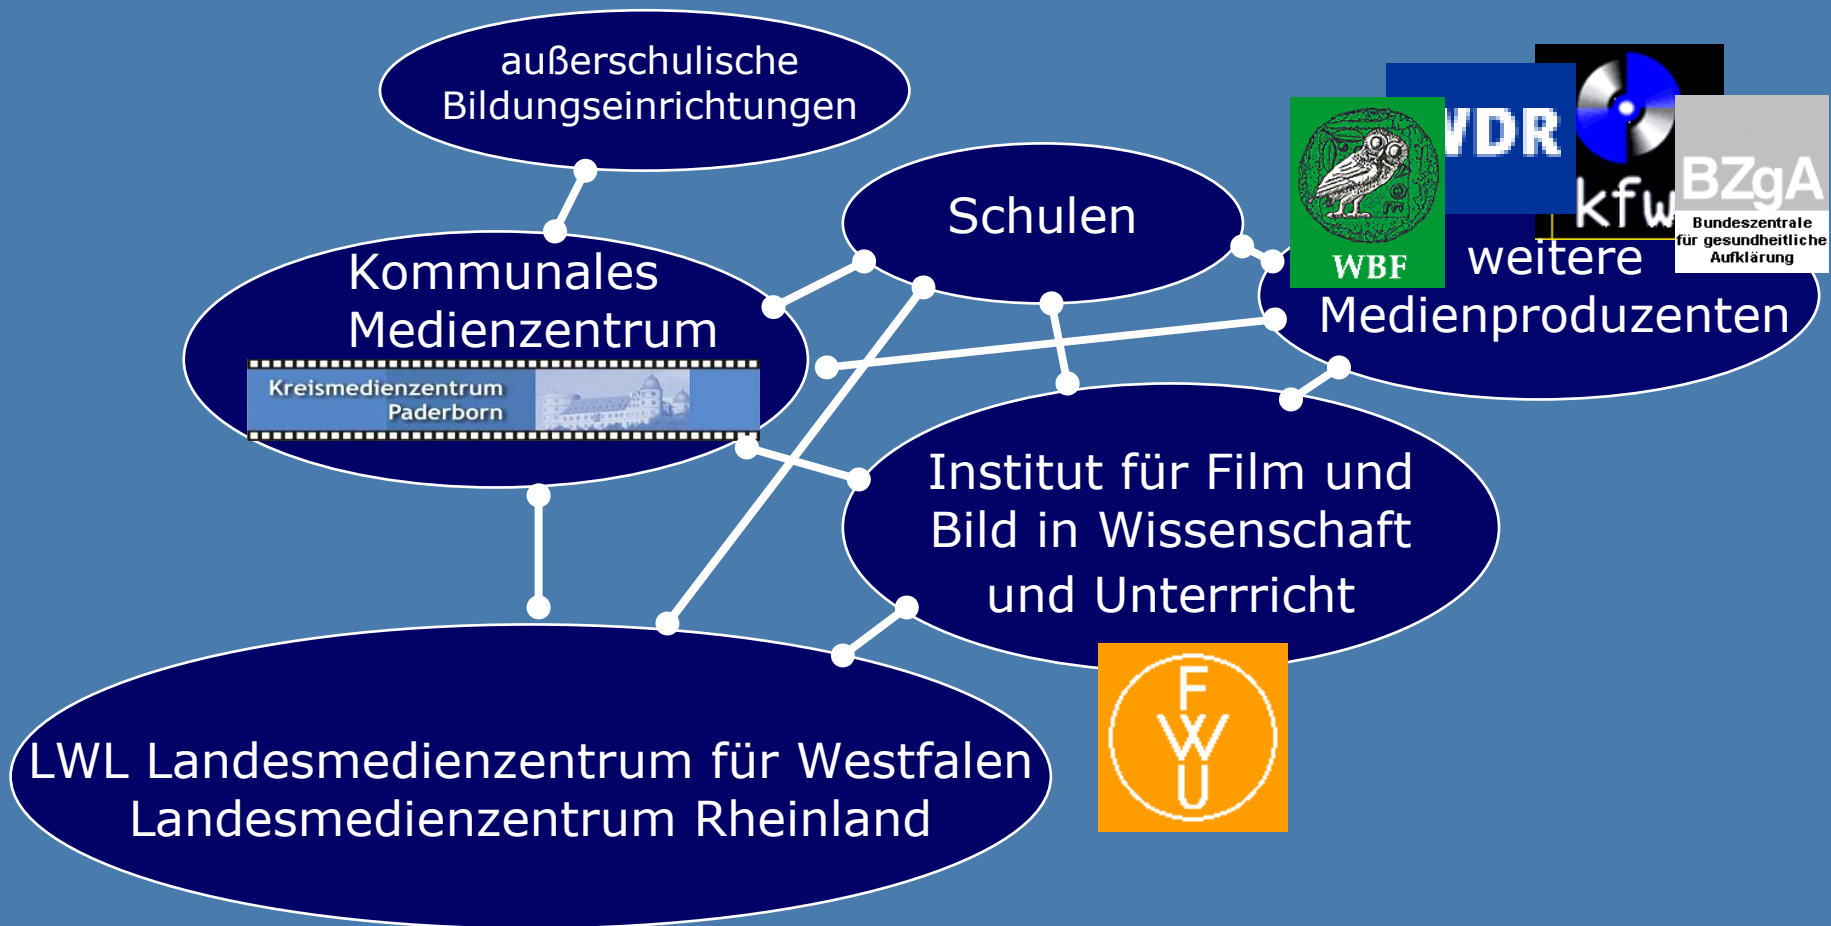 außerschulische
Bildungseinrichtungen
Schulen
WBF
WDR
kfw
BZgA
Bundeszentrale
für gesundheitliche
Aufklärung
weitere
Medienproduzenten
Kommunales
Medienzentrum
Kreismedienzentrum
Paderborn
Institut für Film und
Bild in Wissenschaft
und Unterrricht
FWU
LWL Landesmedienzentrum für Westfalen
Landesmedienzentrum Rheinland